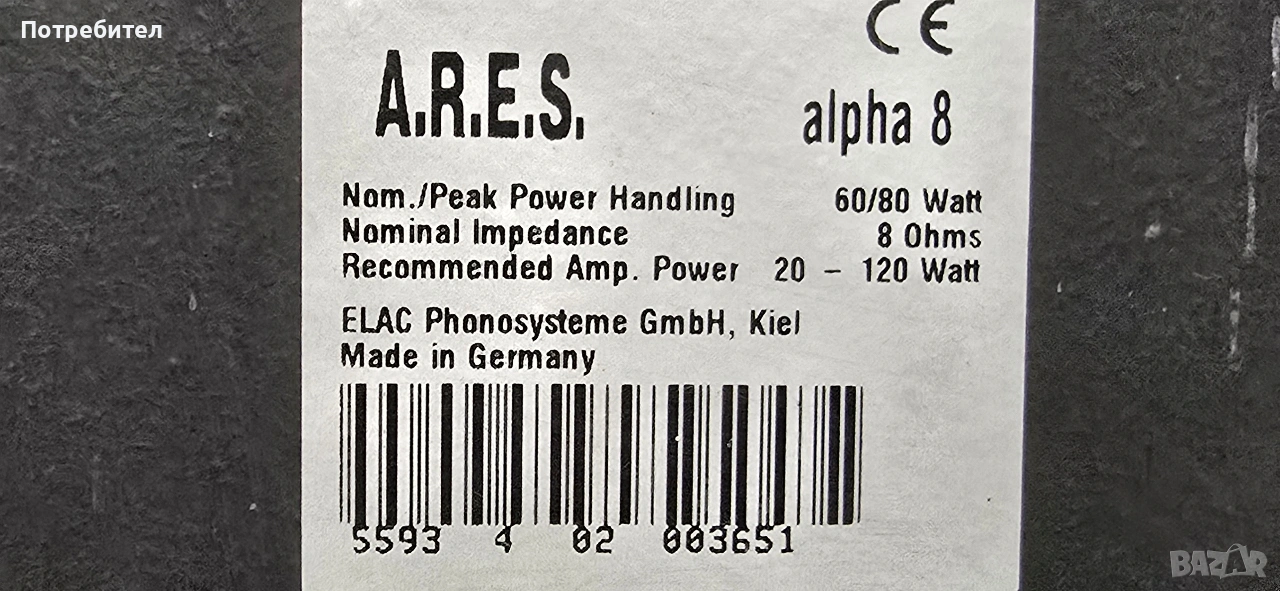 Потребител
CE
A.R.E.S.
alpha 8
Nom./Peak Power Handling 60/80 Watt
Nominal Impedance 8 Ohms
Recommended Amp. Power 20 – 120 Watt
ELAC Phonosysteme GmbH, Kiel
Made in Germany
5593 4 02 003651
BAZAR